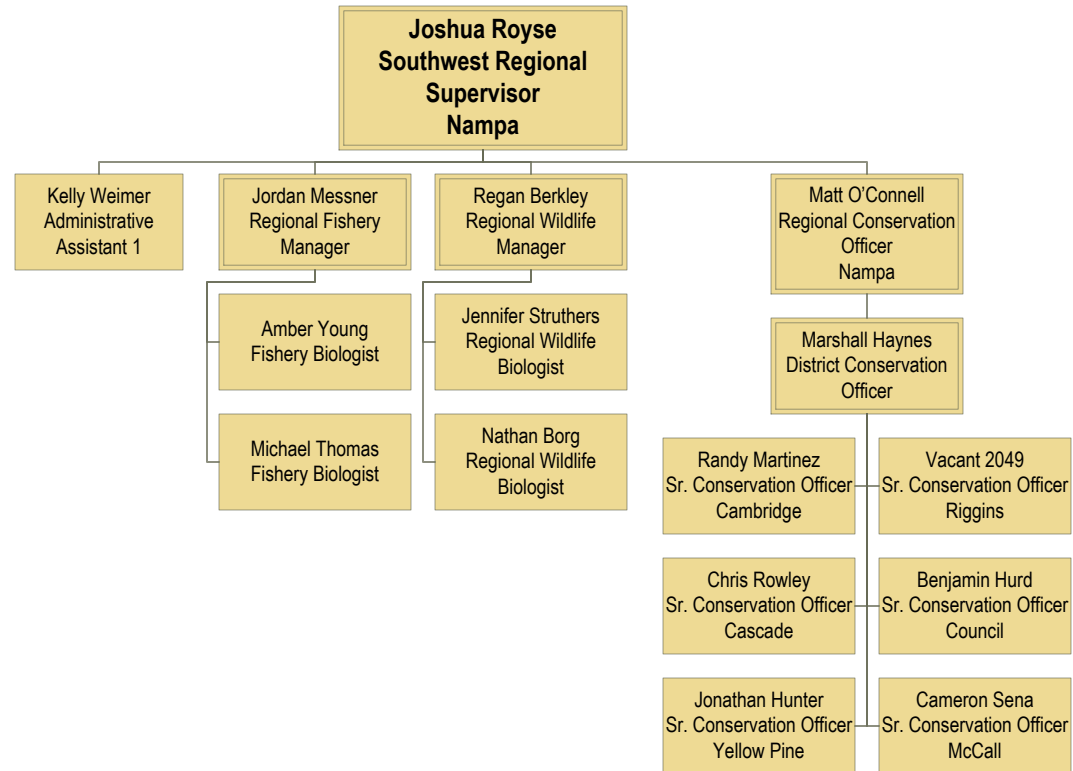 Joshua Royse
Southwest Regional
Supervisor
Nampa
Kelly Weimer
Administrative
Assistant 1
Jordan Messner
Regional Fishery
Manager
Regan Berkley
Regional Wildlife
Manager
Matt O’Connell
Regional Conservation
Officer
Nampa
Amber Young
Fishery Biologist
Jennifer Struthers
Regional Wildlife
Biologist
Marshall Haynes
District Conservation
Officer
Michael Thomas
Fishery Biologist
Nathan Borg
Regional Wildlife
Biologist
Randy Martinez
Sr. Conservation Officer
Cambridge
Vacant 2049
Sr. Conservation Officer
Riggins
Chris Rowley
Sr. Conservation Officer
Cascade
Benjamin Hurd
Sr. Conservation Officer
Council
Jonathan Hunter
Sr. Conservation Officer
Yellow Pine
Cameron Sena
Sr. Conservation Officer
McCall